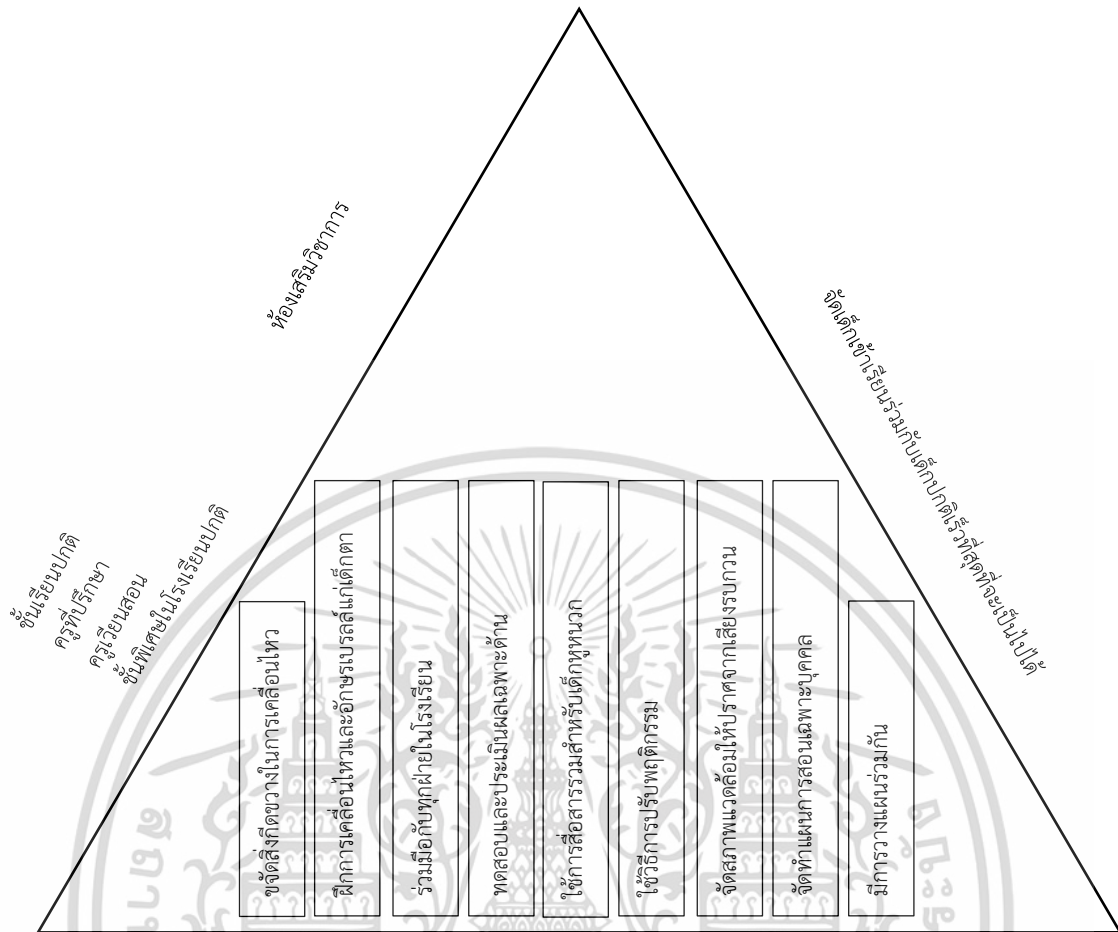 ห้องเสริมวิชาการ
ชั้นเรียนปกติ
ครูที่ปรึกษา
ครูเวียนสอน
ชั้นพิเศษในโรงเรียนปกติ
จัดเด็กเข้าเรียนร่วมกับเด็กปกติเร็วที่สุดที่จะเป็นไปได้
ขจัดสิ่งกีดขวางในการเคลื่อนไหว
ฝึกการเคลื่อนไหวและอักษรเบรลล์แก่เด็กตา
ร่วมมือกับทุกฝ่ายในโรงเรียน
ทดสอบและประเมินผลเฉพาะด้าน
ใช้การสื่อสารรวมสำหรับเด็กหูหนวก
ใช้วิธีการปรับพฤติกรรม
จัดสภาพแวดล้อมให้ปราศจากเสียงรบกวน
จัดทำแผนการสอนเฉพาะบุคคล
มีการวางแผนร่วมกัน